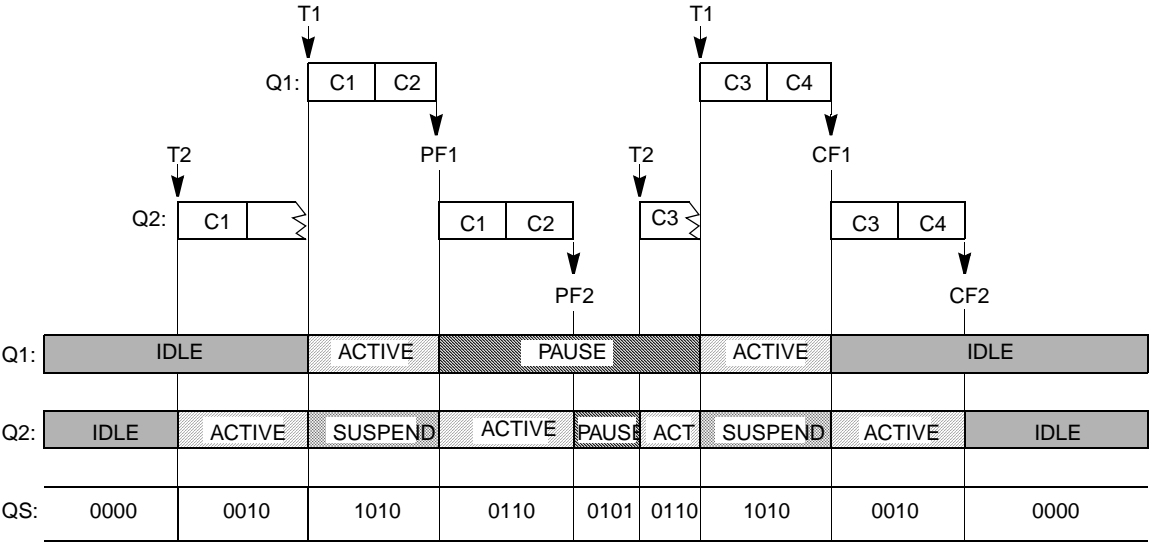 T1 T1
Q1: C1 C2 C3 C4
T2 PF1 T2 CF1
Q2: C1 C1 C2 C3 C3 C4
PF2 CF2
Q1: IDLE ACTIVE PAUSE ACTIVE IDLE
Q2: IDLE ACTIVE SUSPEND ACTIVE PAUSE ACT SUSPEND ACTIVE IDLE
QS: 0000 0010 1010 0110 0101 0110 1010 0010 0000